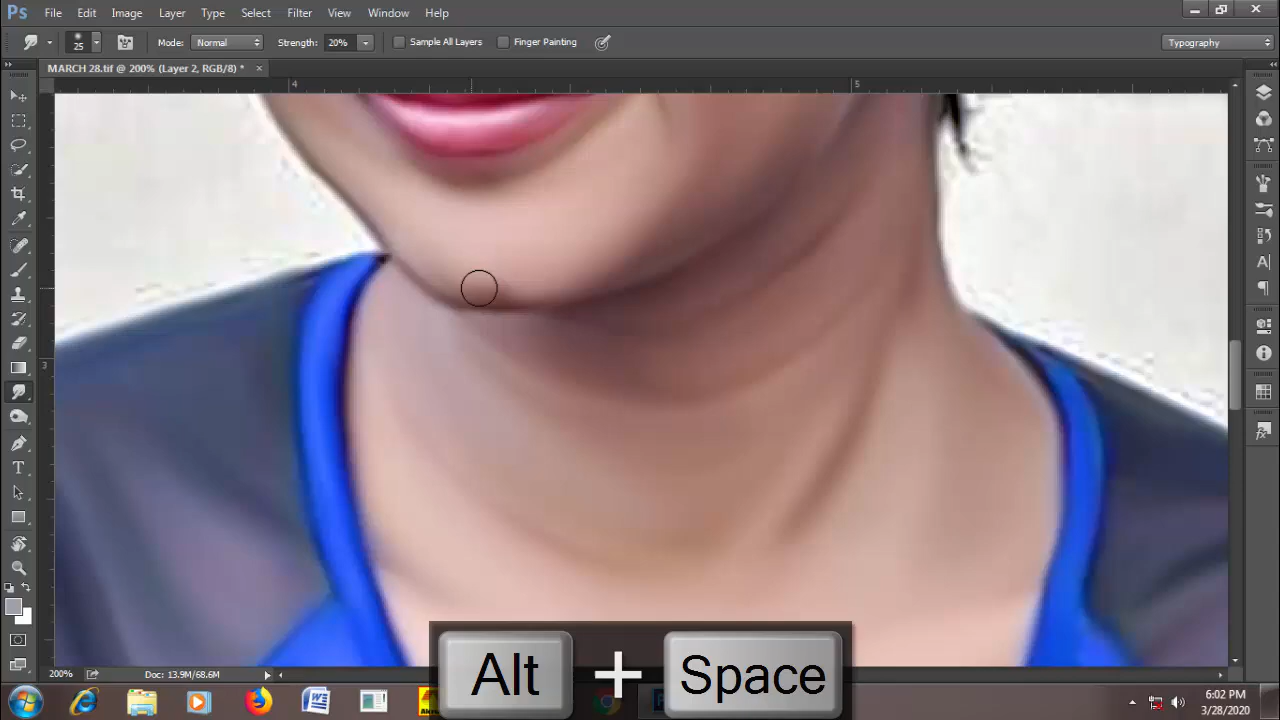 Ps File Edit Image Layer Type Select Filter View Window Help
25 Mode: Normal Strength: 20% Sample All Layers Finger Painting Typography
MARCH 28.tif @ 200% (Layer 2, RGB/8) * ×
4 5
3
200% Doc: 13.9M/68.6M
Alt + Space
6:02 PM
3/28/2020